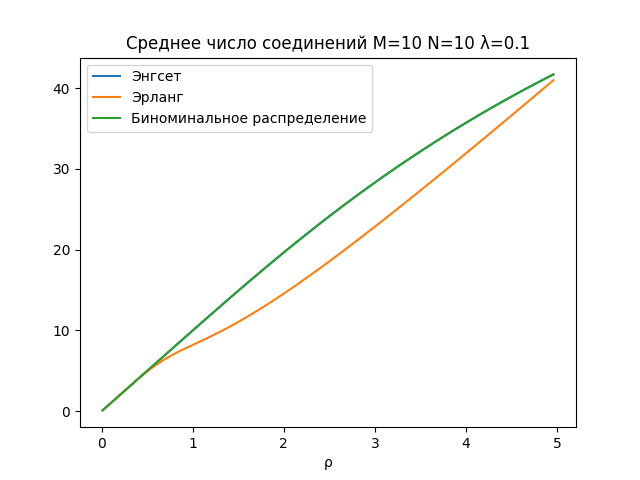 Среднее число соединений M=10 N=10 λ=0.1
Энгсет
Эрланг
Биноминальное распределение
40
30
20
10
0
0 1 2 3 4 5
ρ